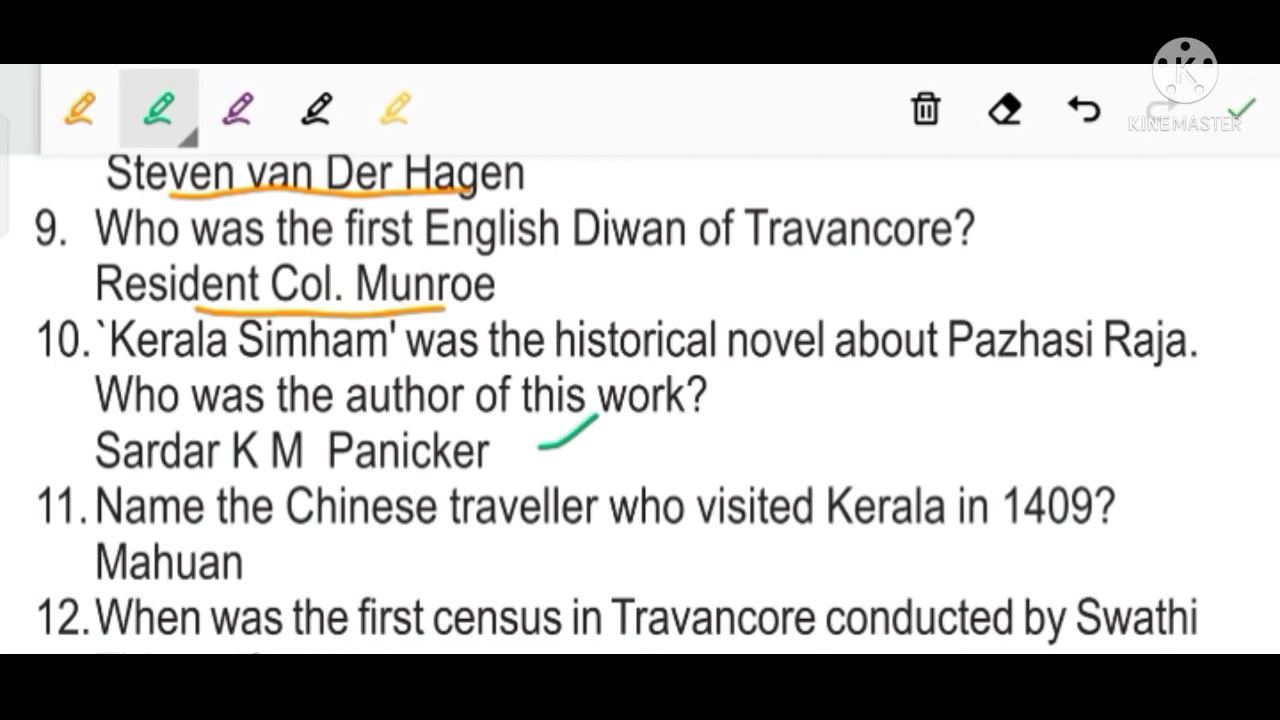 KINEMASTER
Steven van Der Hagen
9. Who was the first English Diwan of Travancore?
Resident Col. Munroe
10. `Kerala Simham' was the historical novel about Pazhasi Raja.
Who was the author of this work?
Sardar K M Panicker
11. Name the Chinese traveller who visited Kerala in 1409?
Mahuan
12. When was the first census in Travancore conducted by Swathi